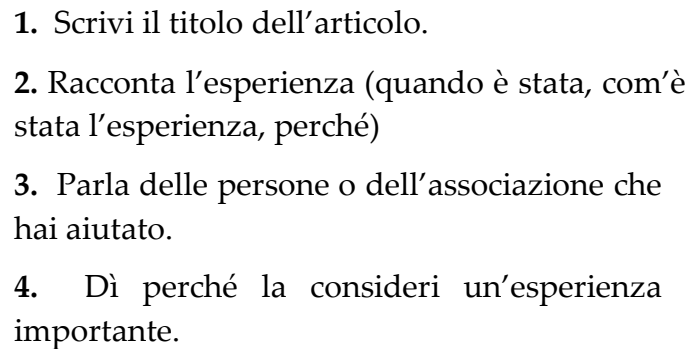 1. Scrivi il titolo dell’articolo.
2. Racconta l’esperienza (quando è stata, com’è
stata l’esperienza, perché)
3. Parla delle persone o dell’associazione che
hai aiutato.
4. Dì perché la consideri un’esperienza
importante.